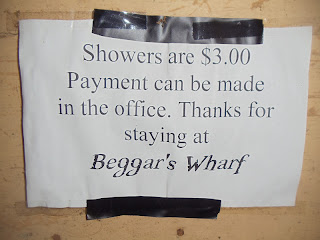 Showers are $3.00
Payment can be made
in the office. Thanks for
staying at
Beggar's Wharf